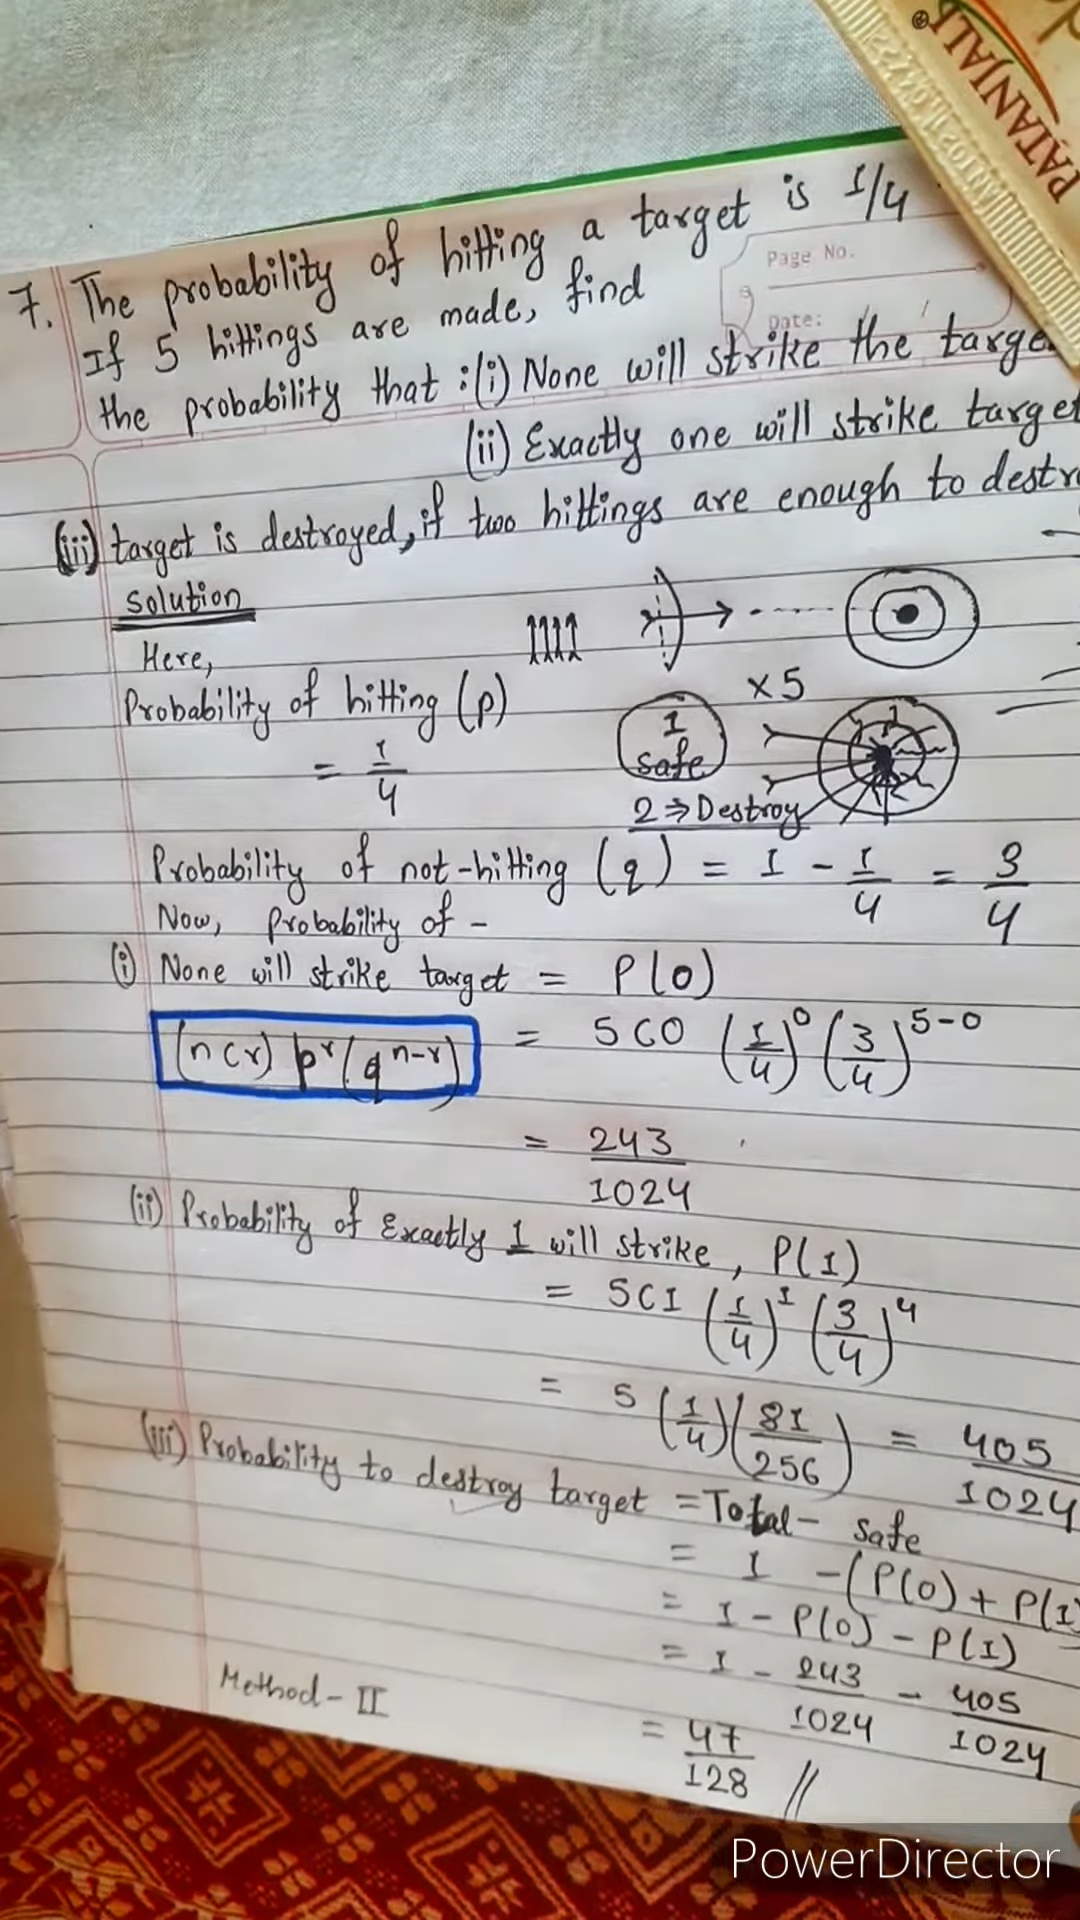 PATANJALI®
Page No.
Date:
7. The probability of hitting a target is 1/4
If 5 hittings are made, find
the probability that :(i) None will strike the targe
(ii) Exactly one will strike target
(iii) target is destroyed, if two hittings are enough to destro
Solution
Here,
Probability of hitting (p)
= 1/4
×5
1 safe
2 ⇒ Destroy
Probability of not-hitting (q) = 1 - 1/4 = 3/4
Now, Probability of -
(i) None will strike target = P(0)
(nCr) p^r (q^n-r) = 5C0 (1/4)^0 (3/4)^5-0
= 243/1024
(ii) Probability of Exactly 1 will strike, P(1)
= 5C1 (1/4)^1 (3/4)^4
= 5 (1/4)(81/256) = 405/1024
(iii) Probability to destroy target = Total - safe
= 1 - (P(0) + P(1)
= 1 - P(0) - P(1)
= 1 - 243/1024 - 405/1024
Method - II
= 47/128 //
PowerDirector